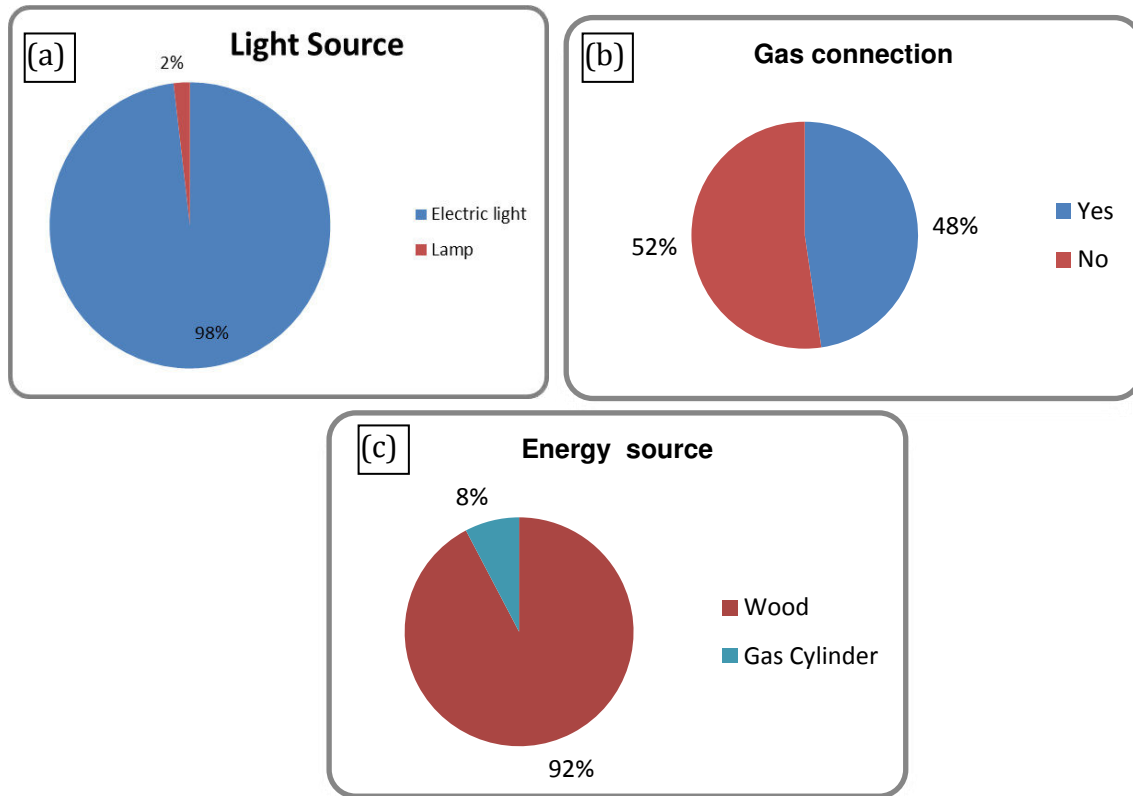 (a)
Light Source
2%
Electric light
Lamp
98%
(b)
Gas connection
48%
52%
Yes
No
(c)
Energy source
8%
Wood
Gas Cylinder
92%